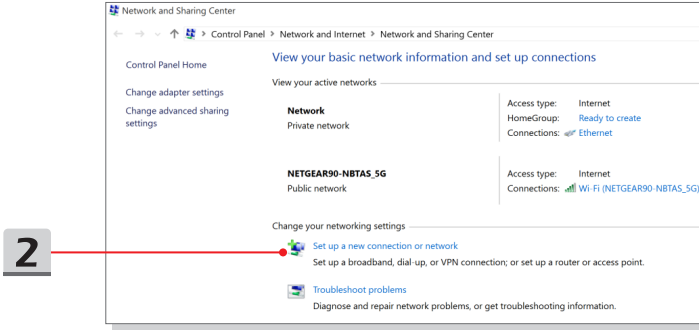 Network and Sharing Center
Control Panel > Network and Internet > Network and Sharing Center
Control Panel Home
Change adapter settings
Change advanced sharing
settings
View your basic network information and set up connections
View your active networks
Network
Private network
Access type: Internet
HomeGroup: Ready to create
Connections: Ethernet
NETGEAR90-NBTAS_5G
Public network
Access type: Internet
Connections: Wi-Fi (NETGEAR90-NBTAS_5G)
Change your networking settings
2
Set up a new connection or network
Set up a broadband, dial-up, or VPN connection; or set up a router or access point.
Troubleshoot problems
Diagnose and repair network problems, or get troubleshooting information.